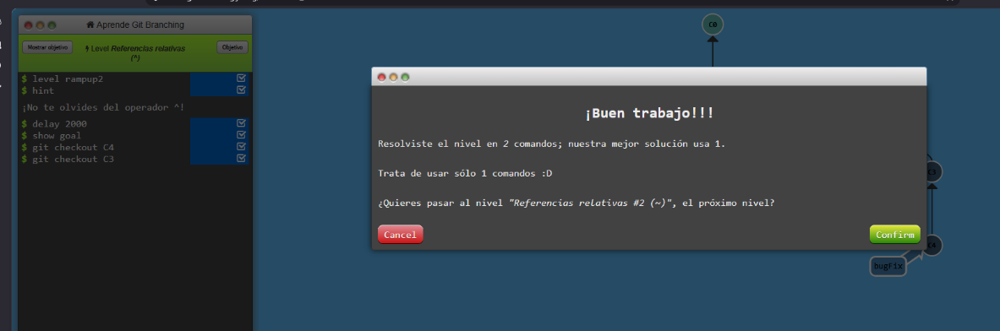 Aprende Git Branching
Mostrar objetivo
Level Referencias relativas
(^)
Objetivo
$ level rampup2
$ hint
¡No te olvides del operador ^!
$ delay 2000
$ show goal
$ git checkout C4
$ git checkout C3
C0
¡Buen trabajo!!!
Resolviste el nivel en 2 comandos; nuestra mejor solución usa 1.
Trata de usar sólo 1 comandos :D
¿Quieres pasar al nivel "Referencias relativas #2 (~)", el próximo nivel?
Cancel
Confirm
C3
C4
bugFix